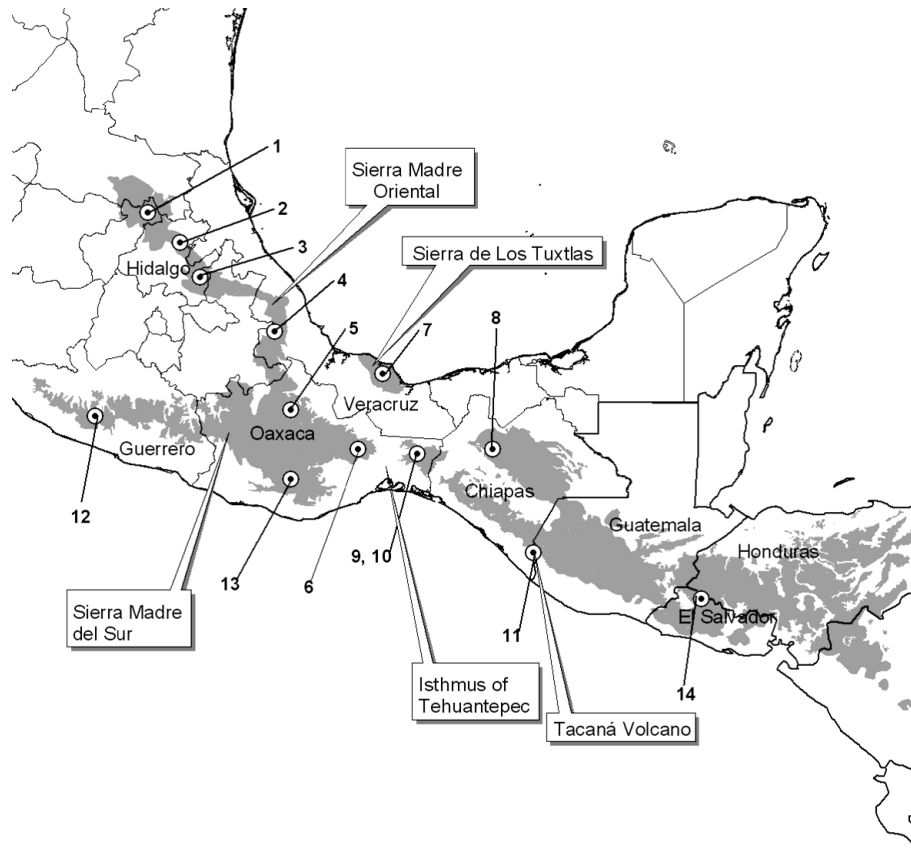 1
Sierra Madre
Oriental
2
Sierra de Los Tuxtlas
Hidalgo
3
4
5
7
8
Veracruz
Oaxaca
Guerrero
Chiapas
12
Guatemala
Honduras
13
6
9, 10
Sierra Madre
del Sur
11
El Salvador
14
Isthmus of
Tehuantepec
Tacaná Volcano